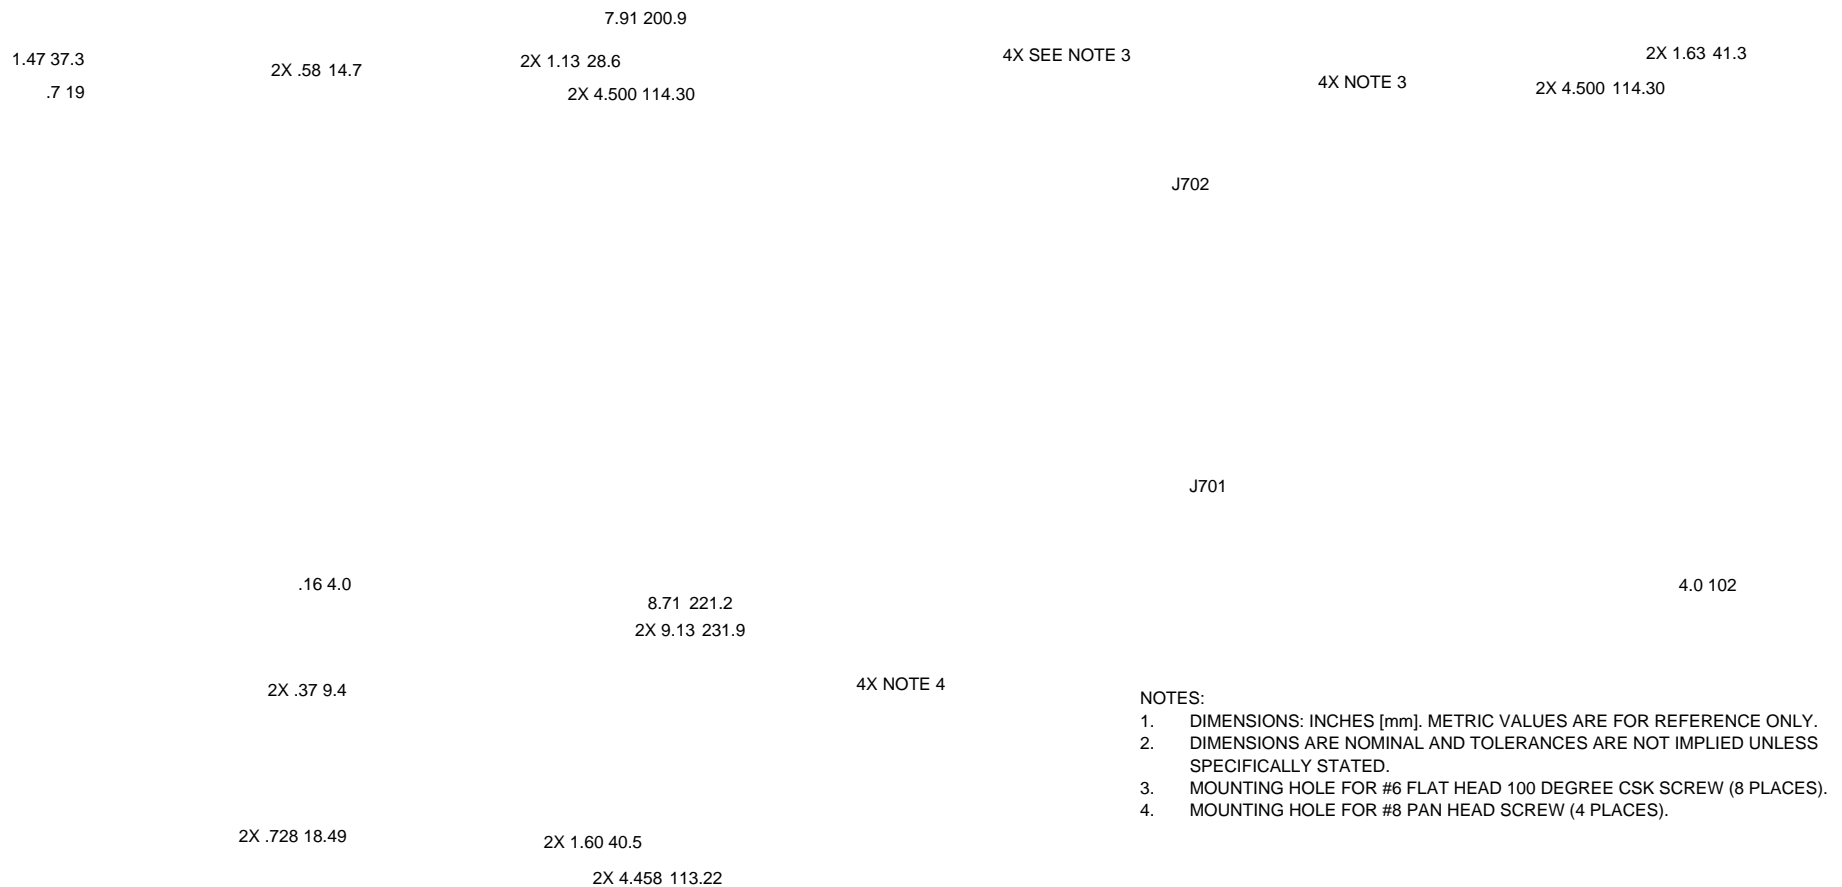 7.91 200.9
1.47 37.3
2X .58 14.7
2X 1.13 28.6
4X SEE NOTE 3
2X 1.63 41.3
.7 19
2X 4.500 114.30
4X NOTE 3
2X 4.500 114.30
J702
J701
.16 4.0
4.0 102
8.71 221.2
2X 9.13 231.9
2X .37 9.4
4X NOTE 4
NOTES:
1. DIMENSIONS: INCHES [mm]. METRIC VALUES ARE FOR REFERENCE ONLY.
2. DIMENSIONS ARE NOMINAL AND TOLERANCES ARE NOT IMPLIED UNLESS
SPECIFICALLY STATED.
3. MOUNTING HOLE FOR #6 FLAT HEAD 100 DEGREE CSK SCREW (8 PLACES).
4. MOUNTING HOLE FOR #8 PAN HEAD SCREW (4 PLACES).
2X .728 18.49
2X 1.60 40.5
2X 4.458 113.22